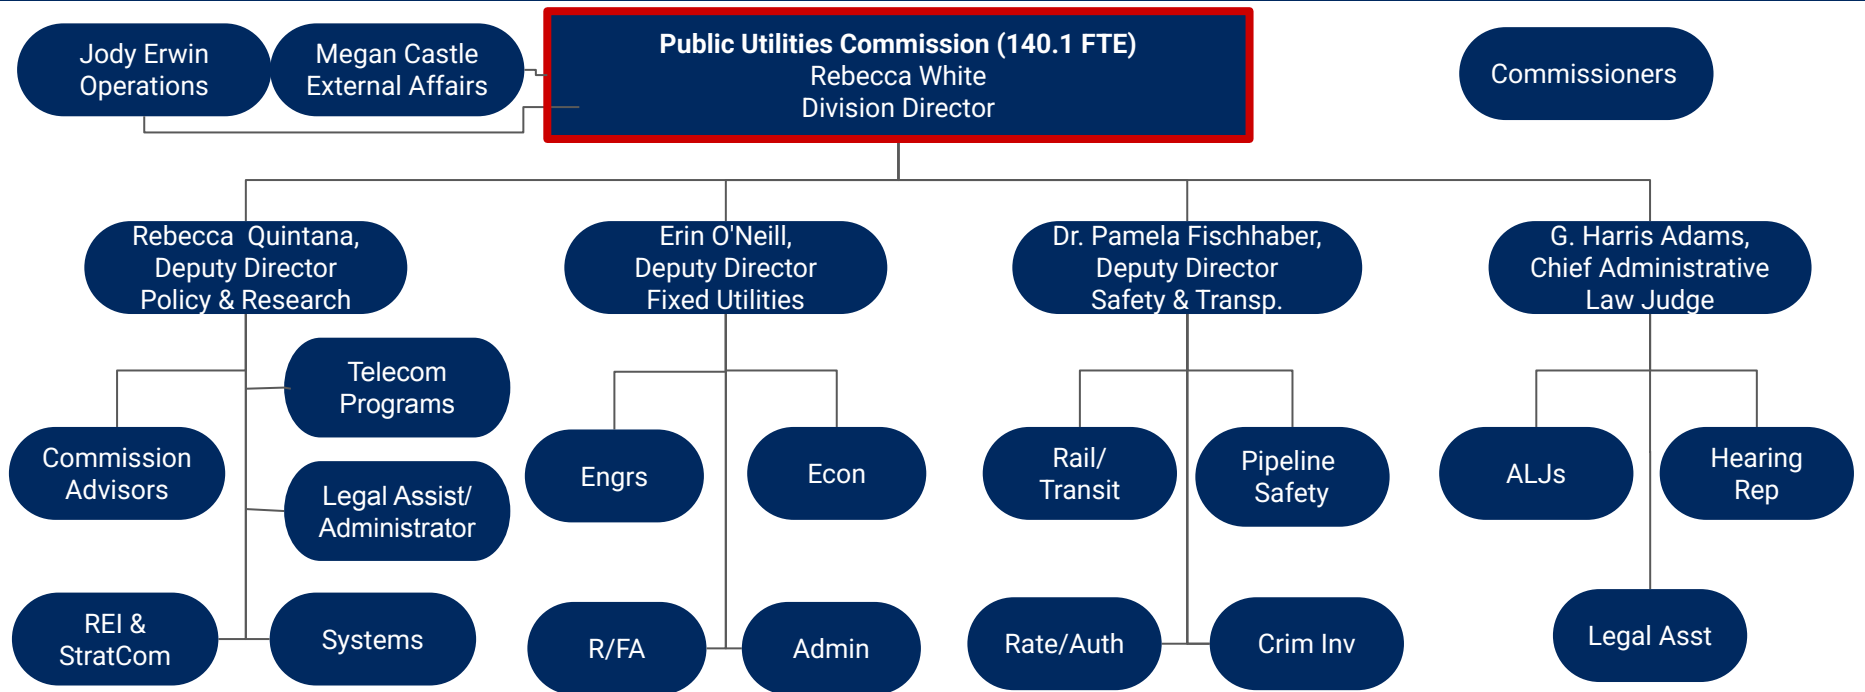 Jody Erwin
Operations
Megan Castle
External Affairs
Public Utilities Commission (140.1 FTE)
Rebecca White
Division Director
Commissioners
Rebecca  Quintana,
Deputy Director
Policy & Research
Erin O'Neill,
Deputy Director
Fixed Utilities
Dr. Pamela Fischhaber,
Deputy Director
Safety & Transp.
G. Harris Adams,
Chief Administrative
Law Judge
Telecom
Programs
Commission
Advisors
Legal Assist/
Administrator
REI &
StratCom
Systems
Engrs
Econ
R/FA
Admin
Rail/
Transit
Pipeline
Safety
Rate/Auth
Crim Inv
ALJs
Hearing
Rep
Legal Asst